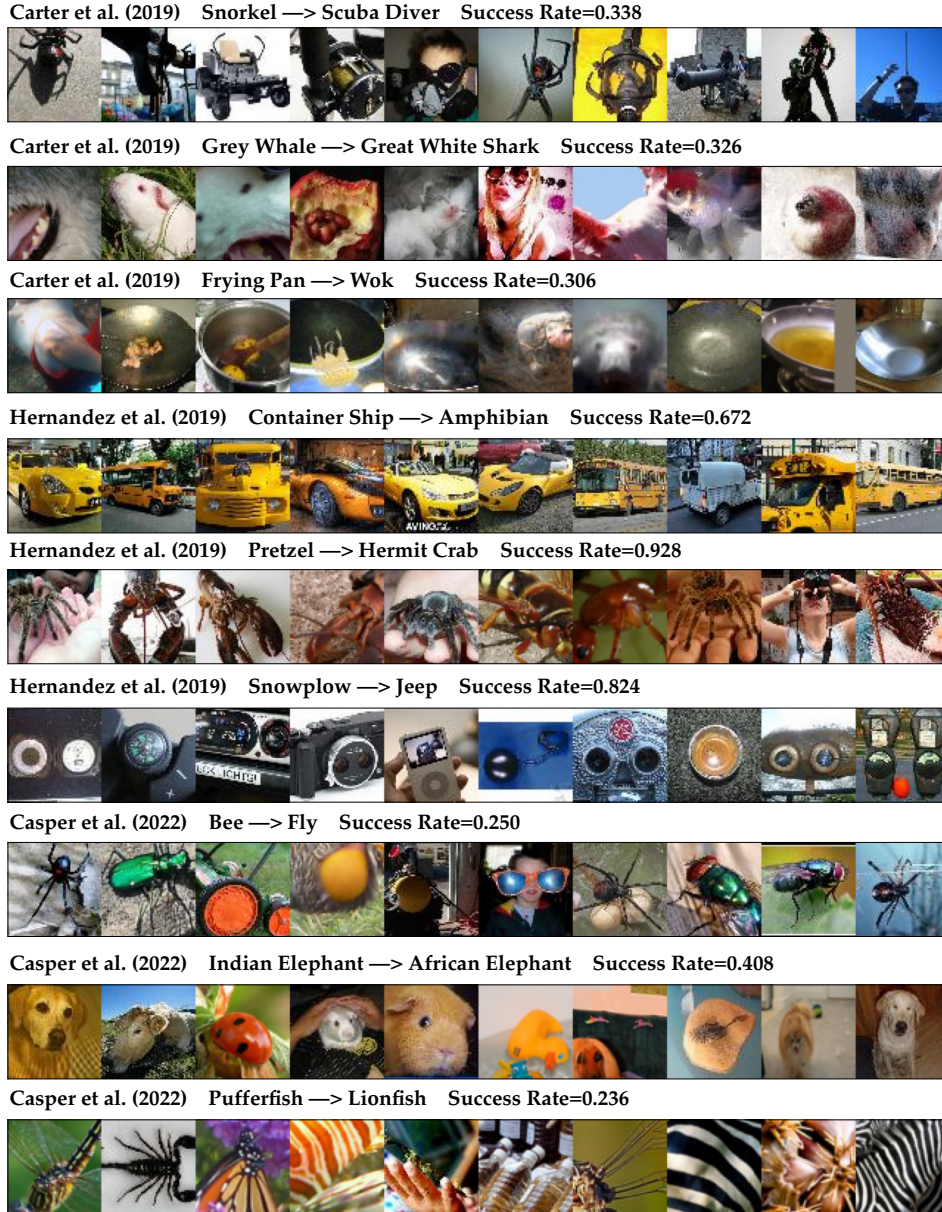 Carter et al. (2019) Snorkel —> Scuba Diver Success Rate=0.338
Carter et al. (2019) Grey Whale —> Great White Shark Success Rate=0.326
Carter et al. (2019) Frying Pan —> Wok Success Rate=0.306
Hernandez et al. (2019) Container Ship —> Amphibian Success Rate=0.672
Hernandez et al. (2019) Pretzel —> Hermit Crab Success Rate=0.928
Hernandez et al. (2019) Snowplow —> Jeep Success Rate=0.824
Casper et al. (2022) Bee —> Fly Success Rate=0.250
Casper et al. (2022) Indian Elephant —> African Elephant Success Rate=0.408
Casper et al. (2022) Pufferfish —> Lionfish Success Rate=0.236